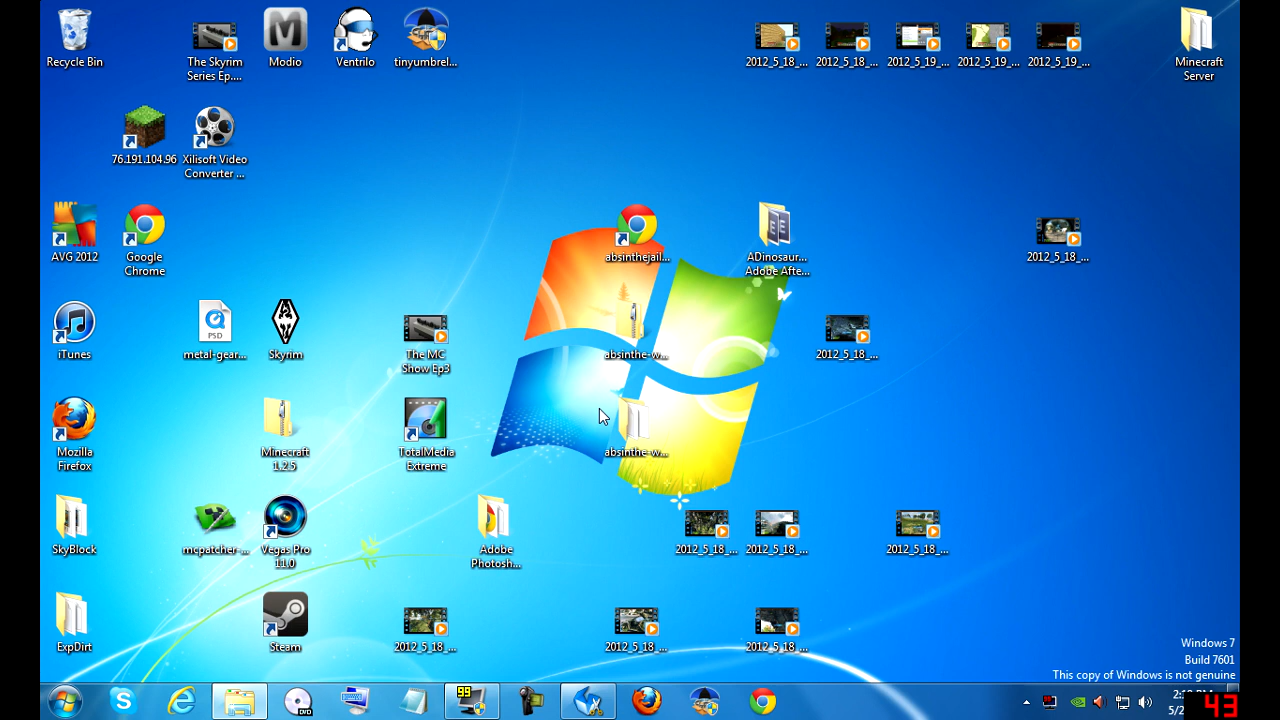 Recycle Bin
The Skyrim
Series Ep....
Modio
Ventrilo
tinyumbrel...
2012_5_18_...
2012_5_18_...
2012_5_19_...
2012_5_19_...
2012_5_19_...
Minecraft
Server
76.191.104.96
Xilisoft Video
Converter ...
AVG 2012
Google
Chrome
absinthejail...
ADinosaur...
Adobe Afte...
2012_5_18_...
iTunes
PSD
metal-gear...
Skyrim
The MC
Show Ep3
absinthe-w...
2012_5_18_...
Mozilla
Firefox
Minecraft
1.2.5
TotalMedia
Extreme
absinthe-w...
SkyBlock
mcpatcher-...
Vegas Pro
11.0
Adobe
Photosh...
2012_5_18_...
2012_5_18_...
2012_5_18_...
ExpDirt
Steam
2012_5_18_...
2012_5_18_...
2012_5_18_...
Windows 7
Build 7601
This copy of Windows is not genuine
DVD
99
43